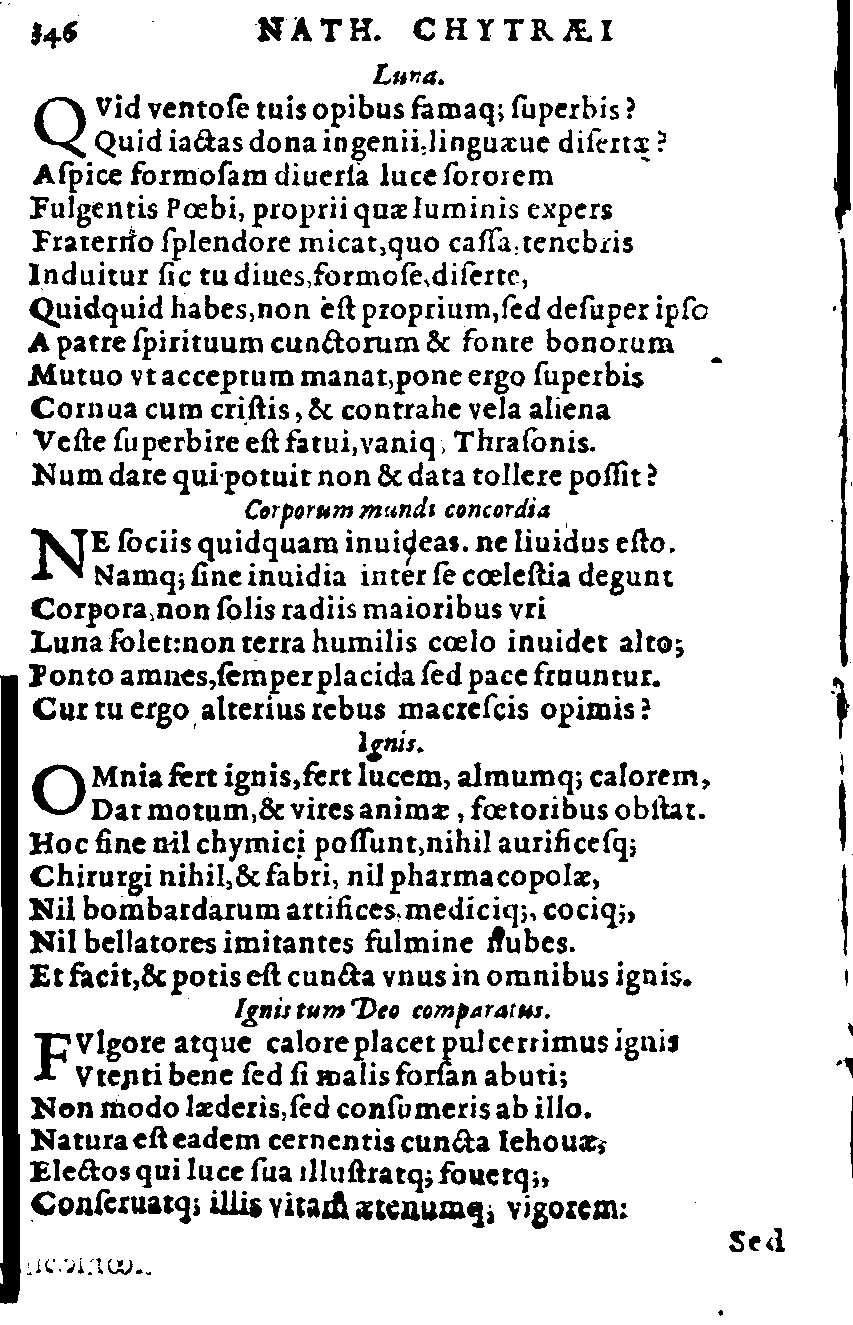 346 NATH. CHYTRÆI
Luna.
QVid ventoſe tuis opibus famaq; ſuperbis?
Quid iactas dona ingenii, linguæue diſertæ?
Aſpice formoſam diuerſa luce ſororem
Fulgentis Pœbi, proprii quæ luminis expers
Fraterno ſplendore micat, quo caſſa, tenebris
Induitur ſic tu diues, formoſe, diſerte,
Quidquid habes, non eſt proprium, ſed deſuper ipſo
A patre ſpirituum cunctorum & fonte bonorum
Mutuo vt acceptum manat, pone ergo ſuperbis
Cornua cum criſtis, & contrahe vela aliena
Veſte ſuperbire eſt fatui, vaniq; Thraſonis.
Num dare qui potuit non & data tollere poſſit?
Corporum mundi concordia
NE ſociis quidquam inuideas. ne liuidus eſto.
Namq; ſine inuidia inter ſe cœleſtia degunt
Corpora, non ſolis radiis maioribus vri
Luna ſolet: non terra humilis cœlo inuidet alto;
Ponto amnes, ſemper placida ſed pace fruuntur.
Cur tu ergo alterius rebus macreſcis opimis?
Ignis.
OMnia fert ignis, fert lucem, almumq; calorem,
Dat motum, & vires animæ, fœtoribus obſtat.
Hoc ſine nil chymici poſſunt, nihil aurificeſq;
Chirurgi nihil, & fabri, nil pharmacopolæ,
Nil bombardarum artifices, mediciq;, cociq;,
Nil bellatores imitantes fulmine nubes.
Et facit, & potis eſt cuncta vnus in omnibus ignis.
Ignis tum Deo comparatus.
FVlgore atque calore placet pulcerrimus ignis
Vtenti bene ſed ſi malis forſan abuti;
Non modo læderis, ſed conſumeris ab illo.
Natura eſt eadem cernentis cuncta Iehouæ,
Electos qui luce ſua illuſtratq; fouetq;,
Conſeruatq; illis vitam æternumq; vigorem:
Sed